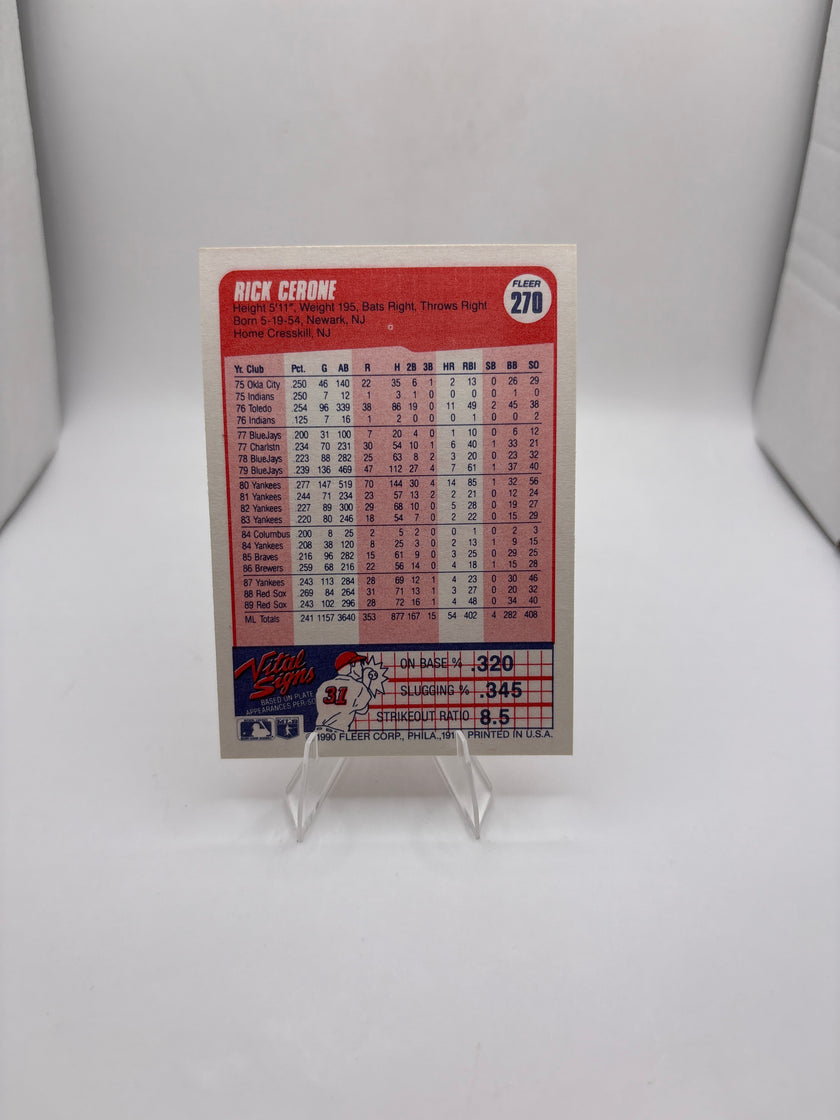 RICK CERONE
FLEER
270
Height 5'11", Weight 195, Bats Right, Throws Right
Born 5-19-54, Newark, NJ
Home Cresskill, NJ
Yr. Club Pct. G AB R H 2B 3B HR RBI SB BB SO
75 Okla City .250 46 140 22 35 6 1 2 13 0 26 29
75 Indians .250 7 12 1 3 1 0 0 0 0 1 0
76 Toledo .254 96 339 38 86 19 0 11 49 2 45 38
76 Indians .125 7 16 1 2 0 0 0 1 0 0 2
77 BlueJays .200 31 100 7 20 4 0 1 10 0 6 12
77 Charlstn .234 70 231 30 54 10 1 6 40 1 33 21
78 BlueJays .223 88 282 25 63 8 2 3 20 0 23 32
79 BlueJays .239 136 469 47 112 27 4 7 61 1 37 40
80 Yankees .277 147 519 70 144 30 4 14 85 1 32 56
81 Yankees .244 71 234 23 57 13 2 2 21 0 12 24
82 Yankees .227 89 300 29 68 10 0 5 28 0 19 27
83 Yankees .220 80 246 18 54 7 0 2 22 0 15 29
84 Columbus .200 8 25 2 5 2 0 0 1 0 2 3
84 Yankees .208 38 120 8 25 3 0 2 13 1 9 15
85 Braves .216 96 282 15 61 9 0 3 25 0 29 25
86 Brewers .259 68 216 22 56 14 0 4 18 1 15 28
87 Yankees .243 113 284 28 69 12 1 4 23 0 30 46
88 Red Sox .269 84 264 31 71 13 1 3 27 0 20 32
89 Red Sox .243 102 296 28 72 16 1 4 48 0 34 40
ML Totals .241 1157 3640 353 877 167 15 54 402 4 282 408
Vital Signs
BASED ON PLATE
APPEARANCES PER/SE
31
ON BASE % .320
SLUGGING % .345
STRIKEOUT RATIO 8.5
©1990 FLEER CORP., PHILA.,191 PRINTED IN U.S.A.